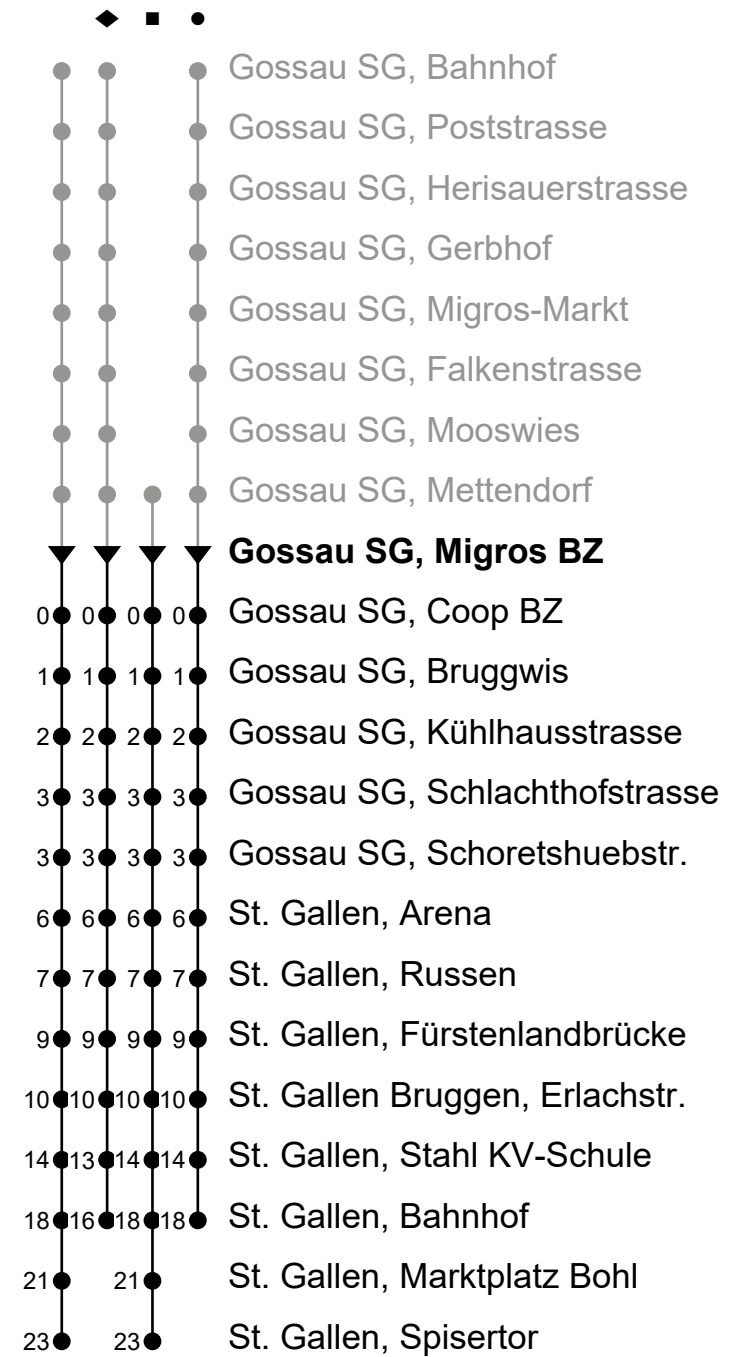 ◆ ■ ●
Gossau SG, Bahnhof
Gossau SG, Poststrasse
Gossau SG, Herisauerstrasse
Gossau SG, Gerbhof
Gossau SG, Migros-Markt
Gossau SG, Falkenstrasse
Gossau SG, Mooswies
Gossau SG, Mettendorf
Gossau SG, Migros BZ
0 0 0 0 Gossau SG, Coop BZ
1 1 1 1 Gossau SG, Bruggwis
2 2 2 2 Gossau SG, Kühlhausstrasse
3 3 3 3 Gossau SG, Schlachthofstrasse
3 3 3 3 Gossau SG, Schoretshuebstr.
6 6 6 6 St. Gallen, Arena
7 7 7 7 St. Gallen, Russen
9 9 9 9 St. Gallen, Fürstenlandbrücke
10 10 10 10 St. Gallen Bruggen, Erlachstr.
14 13 14 14 St. Gallen, Stahl KV-Schule
18 16 18 18 St. Gallen, Bahnhof
21 21 St. Gallen, Marktplatz Bohl
23 23 St. Gallen, Spisertor